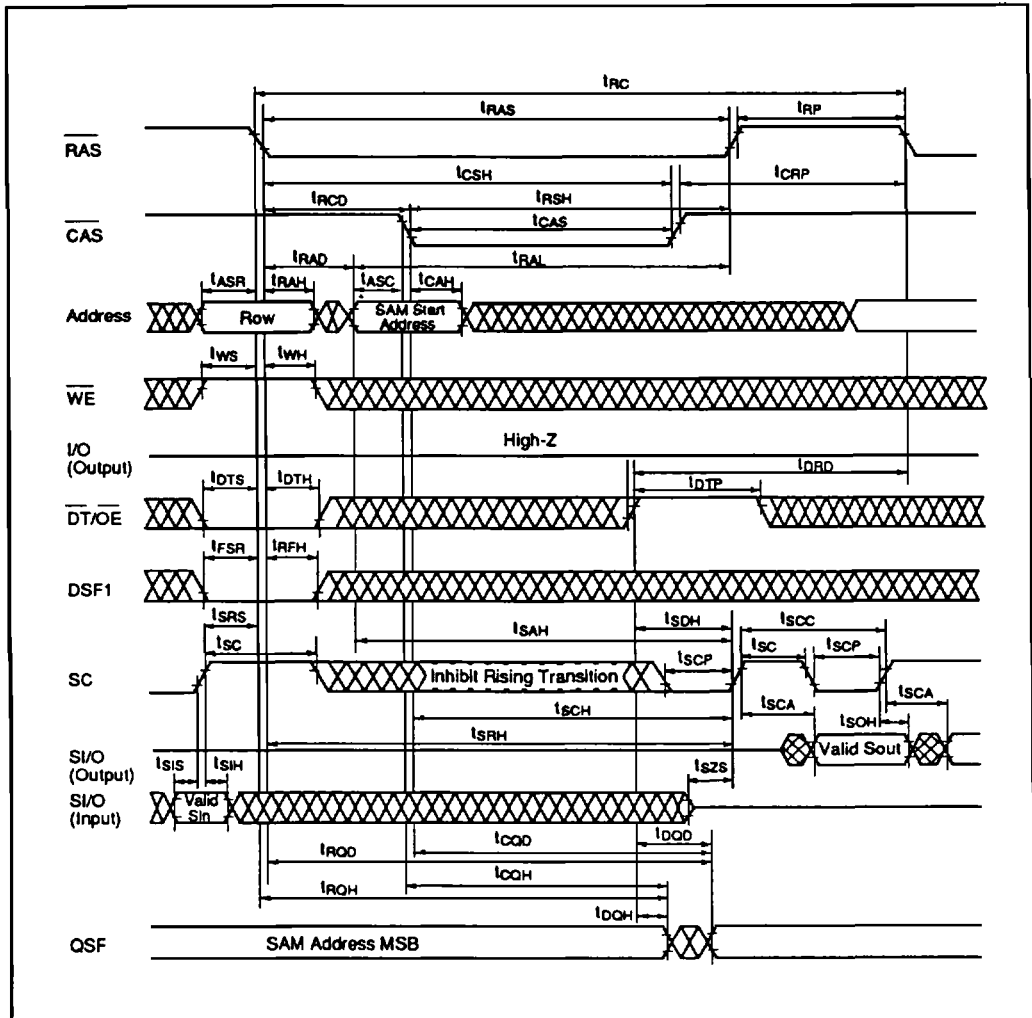 tRC
tRAS
tRP
RAS
tCSH
tCRP
tRCD
tRSH
CAS
tCAS
tRAD
tRAL
tASR
tRAH
tASC
tCAH
Address
Row
SAM Start
Address
tWS
tWH
WE
I/O
(Output)
High-Z
tDRD
tDTS
tDTH
tDTP
DT/OE
tFSR
tRFH
DSF1
tSRS
tSAH
tSDH
tSCC
tSC
tSCP
tSC
tSCP
SC
Inhibit Rising Transition
tSCH
tSCA
tSCA
tSRH
tSOH
SI/O
(Output)
Valid Sout
tSIS
tSIH
tSZS
SI/O
(Input)
Valid
Sin
tDQD
tCQD
tRQD
tCQH
tRQH
tDQH
QSF
SAM Address MSB